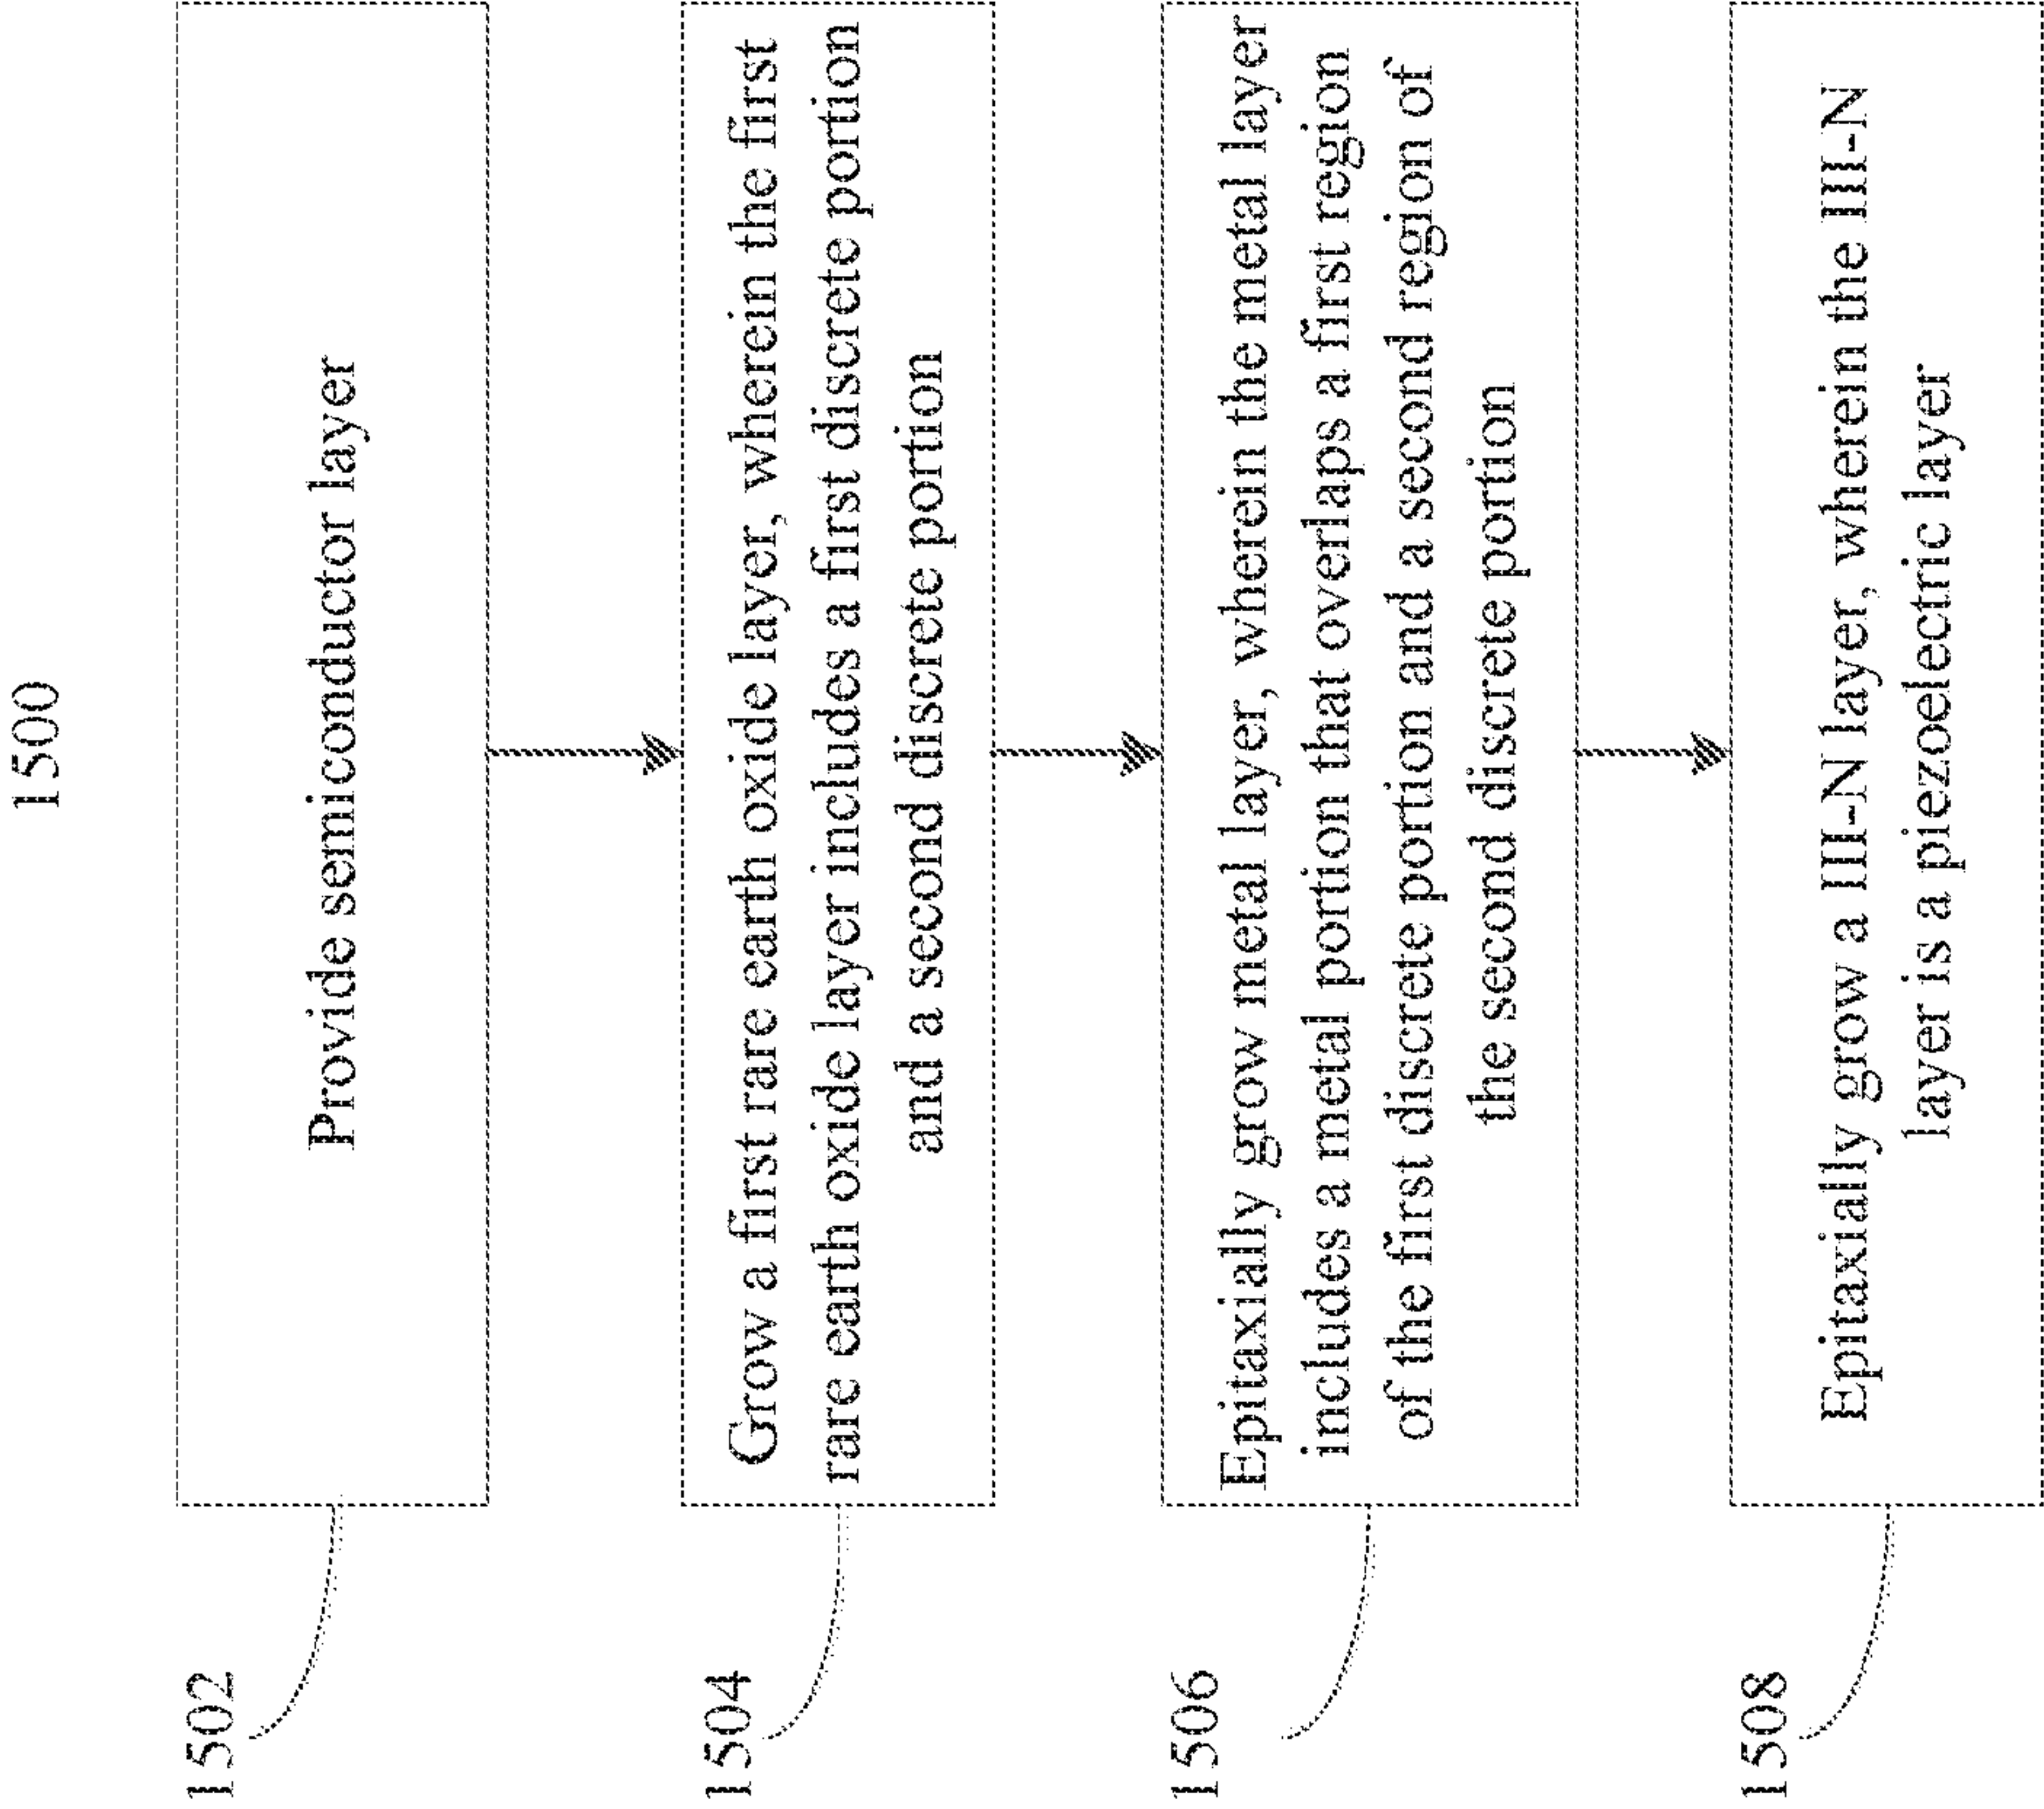 1500
1502
Provide semiconductor layer
1504
Grow a first rare earth oxide layer, wherein the first
rare earth oxide layer includes a first discrete portion
and a second discrete portion
1506
Epitaxially grow metal layer, wherein the metal layer
includes a metal portion that overlaps a first region
of the first discrete portion and a second region of
the second discrete portion
1508
Epitaxially grow a III-N layer, wherein the III-N
layer is a piezoelectric layer